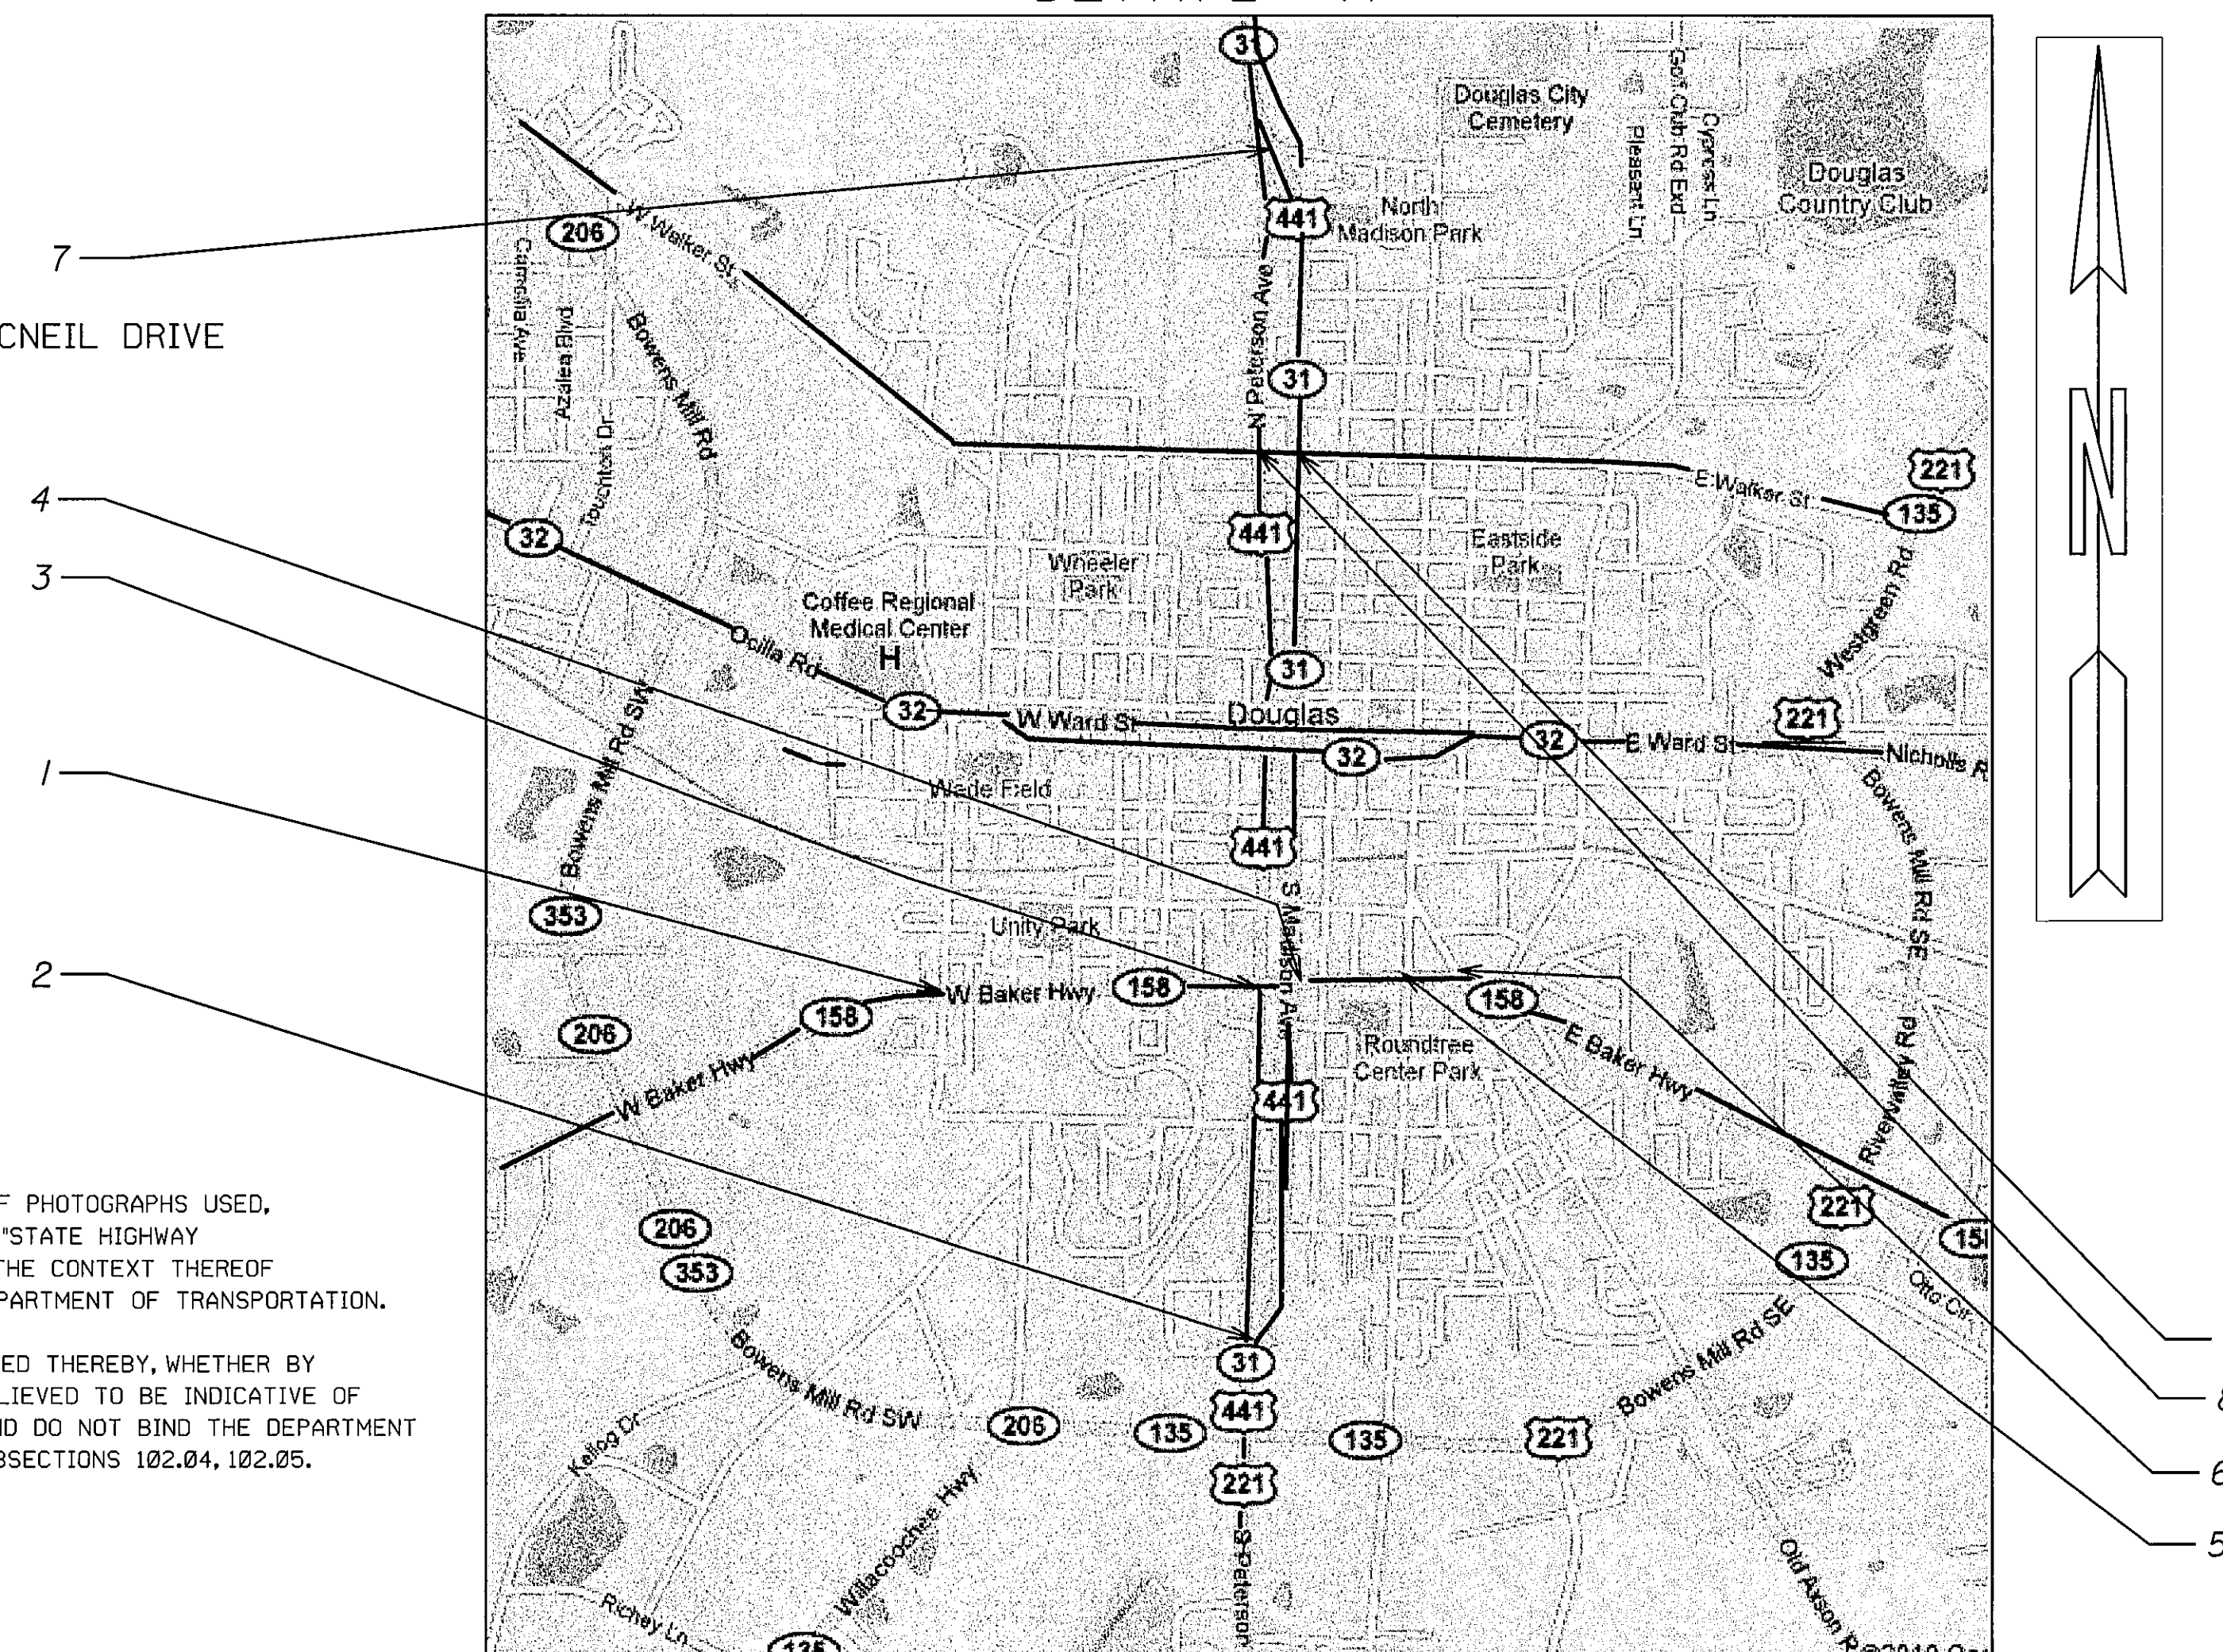 31
Douglas City
Cemetery
Golf Club Rd Exd
Cypress Ln
Pleasant Ln
Douglas
Country Club
7
206
W Walker St
441
North
Madison Park
CNEIL DRIVE
Camellia Ave
Azalea Blvd
Bowens Mill Rd
N Peterson Ave
31
Touchton Dr
N
4
E Walker St
221
135
32
441
Eastside
Park
3
Wheeler
Park
Coffee Regional
Medical Center
H
Ocilla Rd
Westgreen Rd
31
32
W Ward St
Douglas
221
32
E Ward St
32
Nicholls R
1
Wade Field
Bowens Mill Rd SW
441
Bowens Mill Rd SE
353
Unity Park
S Madison Ave
2
W Baker Hwy
158
158
158
206
Roundtree
Center Park
E Baker Hwy
Rivervalley Rd
W Baker Hwy
441
F PHOTOGRAPHS USED,
"STATE HIGHWAY
THE CONTEXT THEREOF
PARTMENT OF TRANSPORTATION.
206
353
221
135
Otto Cir
ED THEREBY, WHETHER BY
LIEVED TO BE INDICATIVE OF
ND DO NOT BIND THE DEPARTMENT
BSECTIONS 102.04, 102.05.
31
Bowens Mill Rd SW
441
Bowens Mill Rd SE
8
206
135
135
221
Kellog Ct
6
221
Willacoochee Hwy
S Peterson
5
Old Axson R
Richey Ln
135